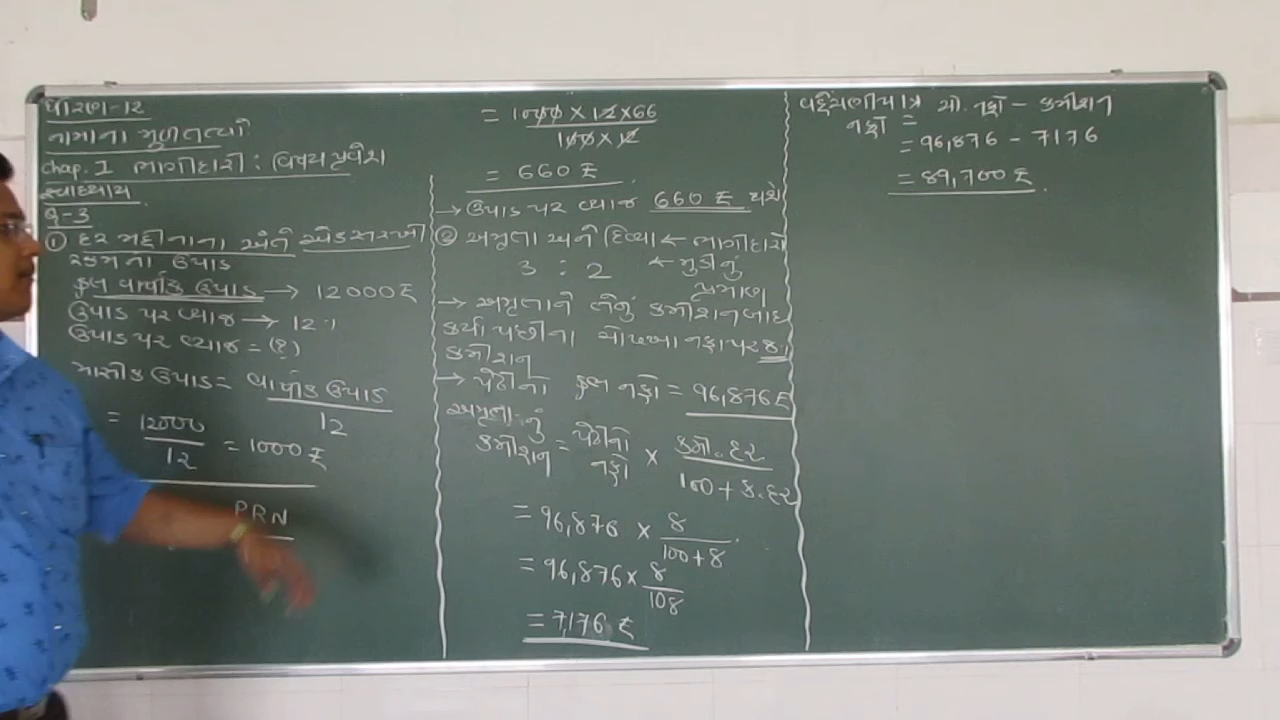 ધોરણ-12
નામાના મૂળતત્વો
Chap. 1 ભાગીદારી : વિષય પ્રવેશ
સ્વાધ્યાય
Q-3
① દર મહીનાના અંતે એકસરખી
રકમના ઉપાડ
કુલ વાર્ષીક ઉપાડ → 12000 ₹
ઉપાડ પર વ્યાજ → 12%
ઉપાડ પર વ્યાજ = (?)
માસીક ઉપાડ = વાર્ષીક ઉપાડ
12
= 12000
12
= 1000 ₹
PRN
= 1000 × 12 × 66
100 × 12
= 660 ₹
→ ઉપાડ પર વ્યાજ 660 ₹ થશે
② અમૃતા અને દિવ્યા ← ભાગીદારો
3 : 2 ← મુડીનું
પ્રમાણ
→ અમૃતાને તેનું કમીશન બાદ
કર્યા પછીના ચોખ્ખા નફા પર 8%
કમીશન
→ પેઢીના કુલ નફો = 96,876 ₹
અમૃતાનું
કમીશન = પેઢીનો નફો × કમી. દર
100 + ક. દર
= 96,876 × 8
100 + 8
= 96,876 × 8
108
= 7,176 ₹
વહેંચણીપાત્ર નફો = ચો. નફો - કમીશન
= 96,876 - 7176
= 89,700 ₹